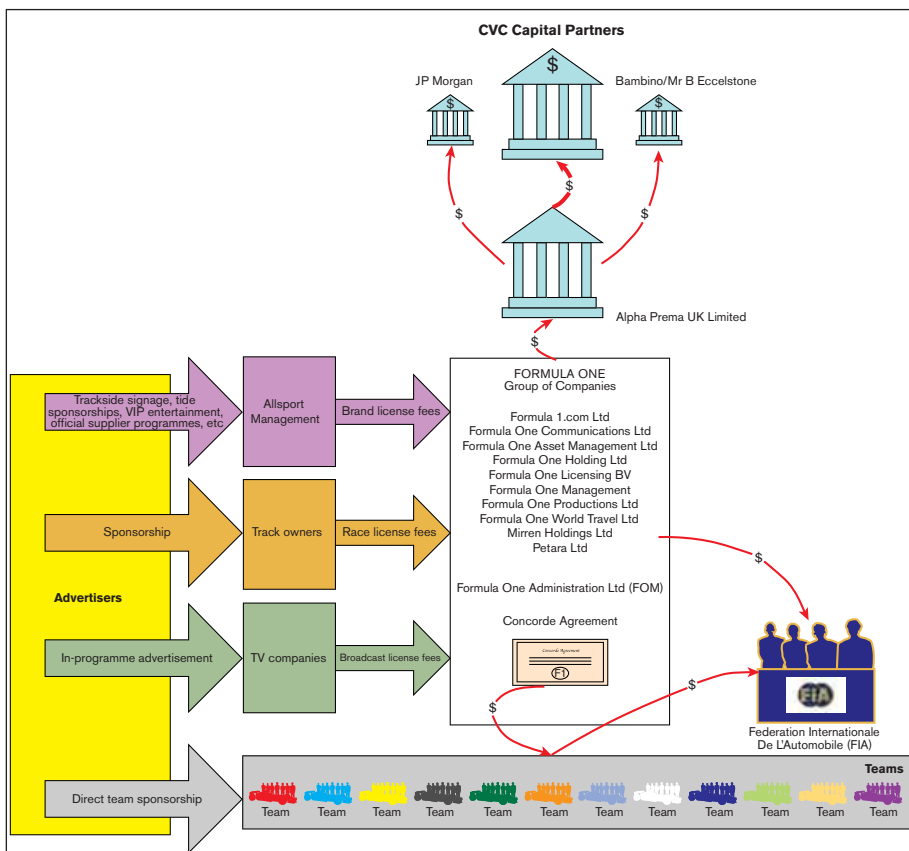 CVC Capital Partners
$
JP Morgan
$
Bambino/Mr B Eccelstone
$
$
$
$
Alpha Prema UK Limited
$
FORMULA ONE
Group of Companies
Formula 1.com Ltd
Formula One Communications Ltd
Formula One Asset Management Ltd
Formula One Holding Ltd
Formula One Licensing BV
Formula One Management
Formula One Productions Ltd
Formula One World Travel Ltd
Mirren Holdings Ltd
Petara Ltd
Formula One Administration Ltd (FOM)
Concorde Agreement
Concorde Agreement
F1
Trackside signage, tide
sponsorships, VIP entertainment,
official supplier programmes, etc
Allsport
Management
Brand license fees
Sponsorship
Track owners
Race license fees
Advertisers
In-programme advertisement
TV companies
Broadcast license fees
$
$
$
FIA
Federation Internationale
De L'Automobile (FIA)
Direct team sponsorship
Teams
Team
Team
Team
Team
Team
Team
Team
Team
Team
Team
Team
Team